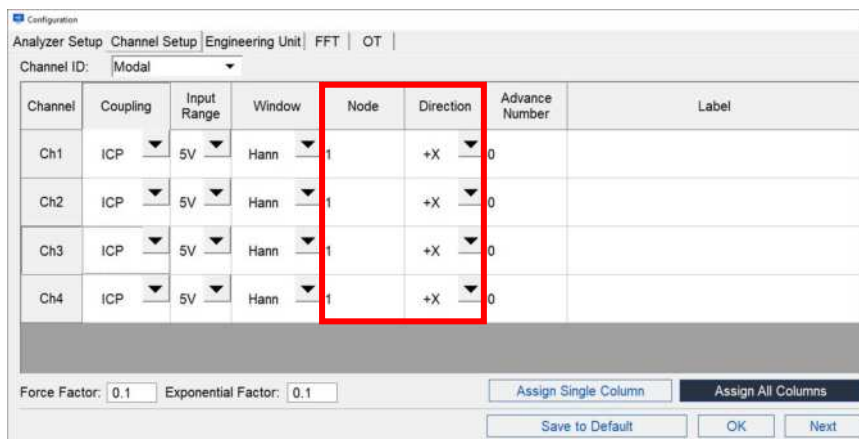 Configuration
Analyzer Setup Channel Setup Engineering Unit FFT OT
Channel ID: Modal
Channel Coupling Input Range Window Node Direction Advance Number Label
Ch1 ICP 5V Hann 1 +X 0
Ch2 ICP 5V Hann 1 +X 0
Ch3 ICP 5V Hann 1 +X 0
Ch4 ICP 5V Hann 1 +X 0
Force Factor: 0.1 Exponential Factor: 0.1 Assign Single Column Assign All Columns
Save to Default OK Next